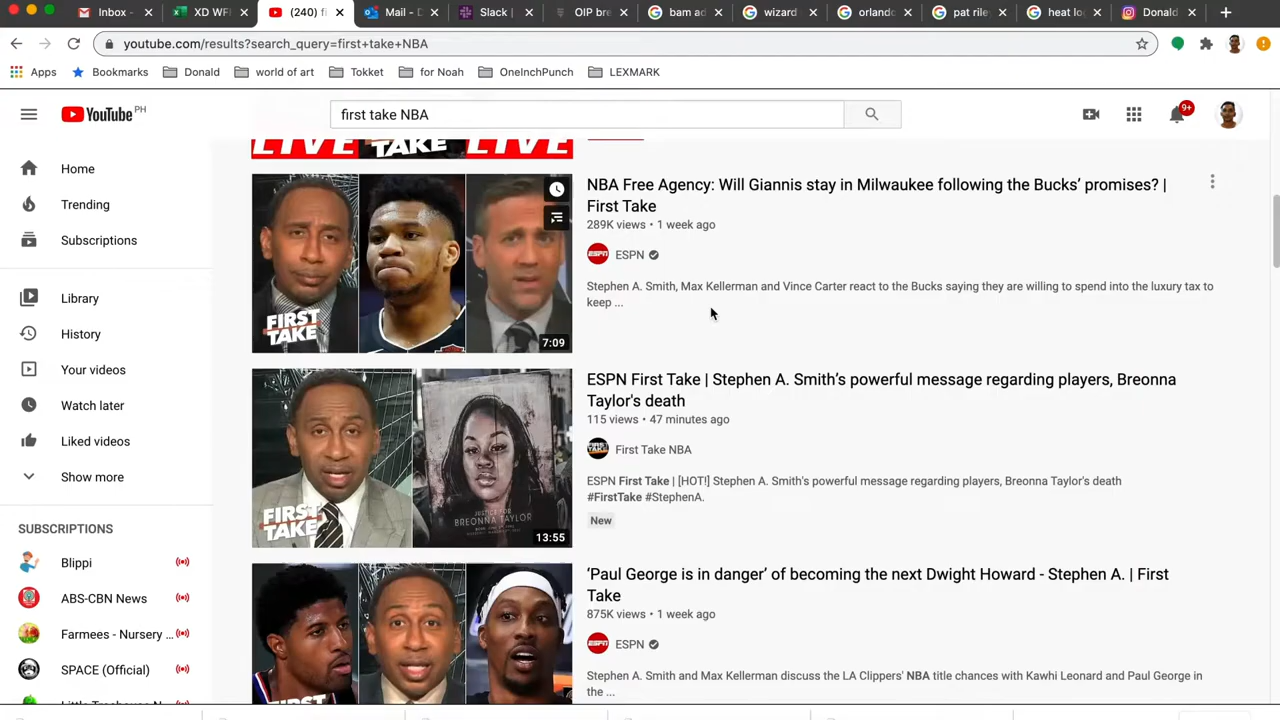 Inbox -
XD WFI
(240) fi
Mail - D
Slack |
OIP bre
bam ad
wizard
orland
pat rile
heat lo
Donald
youtube.com/results?search_query=first+take+NBA
Apps
Bookmarks
Donald
world of art
Tokket
for Noah
OneInchPunch
LEXMARK
YouTube PH
first take NBA
9+
Home
Trending
Subscriptions
Library
History
Your videos
Watch later
Liked videos
Show more
SUBSCRIPTIONS
Blippi
ABS-CBN News
Farmees - Nursery ...
SPACE (Official)
LIVE TAKE LIVE
FIRST
TAKE
7:09
NBA Free Agency: Will Giannis stay in Milwaukee following the Bucks’ promises? |
First Take
289K views • 1 week ago
ESPN
Stephen A. Smith, Max Kellerman and Vince Carter react to the Bucks saying they are willing to spend into the luxury tax to
keep ...
FIRST
TAKE
JUSTICE FOR
BREONNA TAYLOR
13:55
ESPN First Take | Stephen A. Smith’s powerful message regarding players, Breonna
Taylor's death
115 views • 47 minutes ago
First Take NBA
ESPN First Take | [HOT!] Stephen A. Smith's powerful message regarding players, Breonna Taylor's death
#FirstTake #StephenA.
New
FIRST
‘Paul George is in danger’ of becoming the next Dwight Howard - Stephen A. | First
Take
875K views • 1 week ago
ESPN
Stephen A. Smith and Max Kellerman discuss the LA Clippers' NBA title chances with Kawhi Leonard and Paul George in
the ...